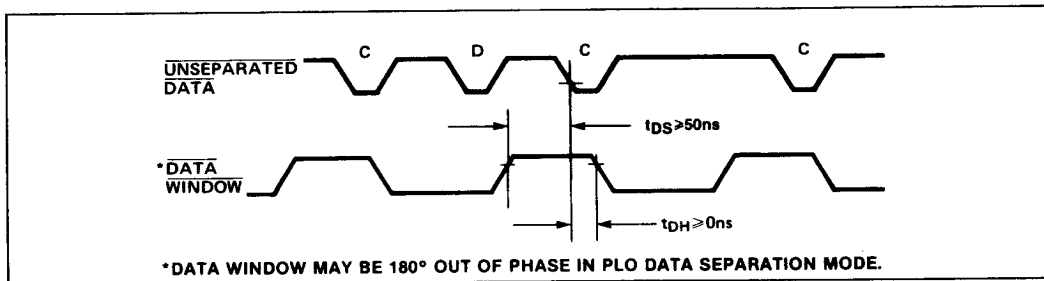 C D C C
UNSEPARATED
DATA
tDS≥50ns
*DATA
WINDOW
tDH≥0ns
*DATA WINDOW MAY BE 180° OUT OF PHASE IN PLO DATA SEPARATION MODE.